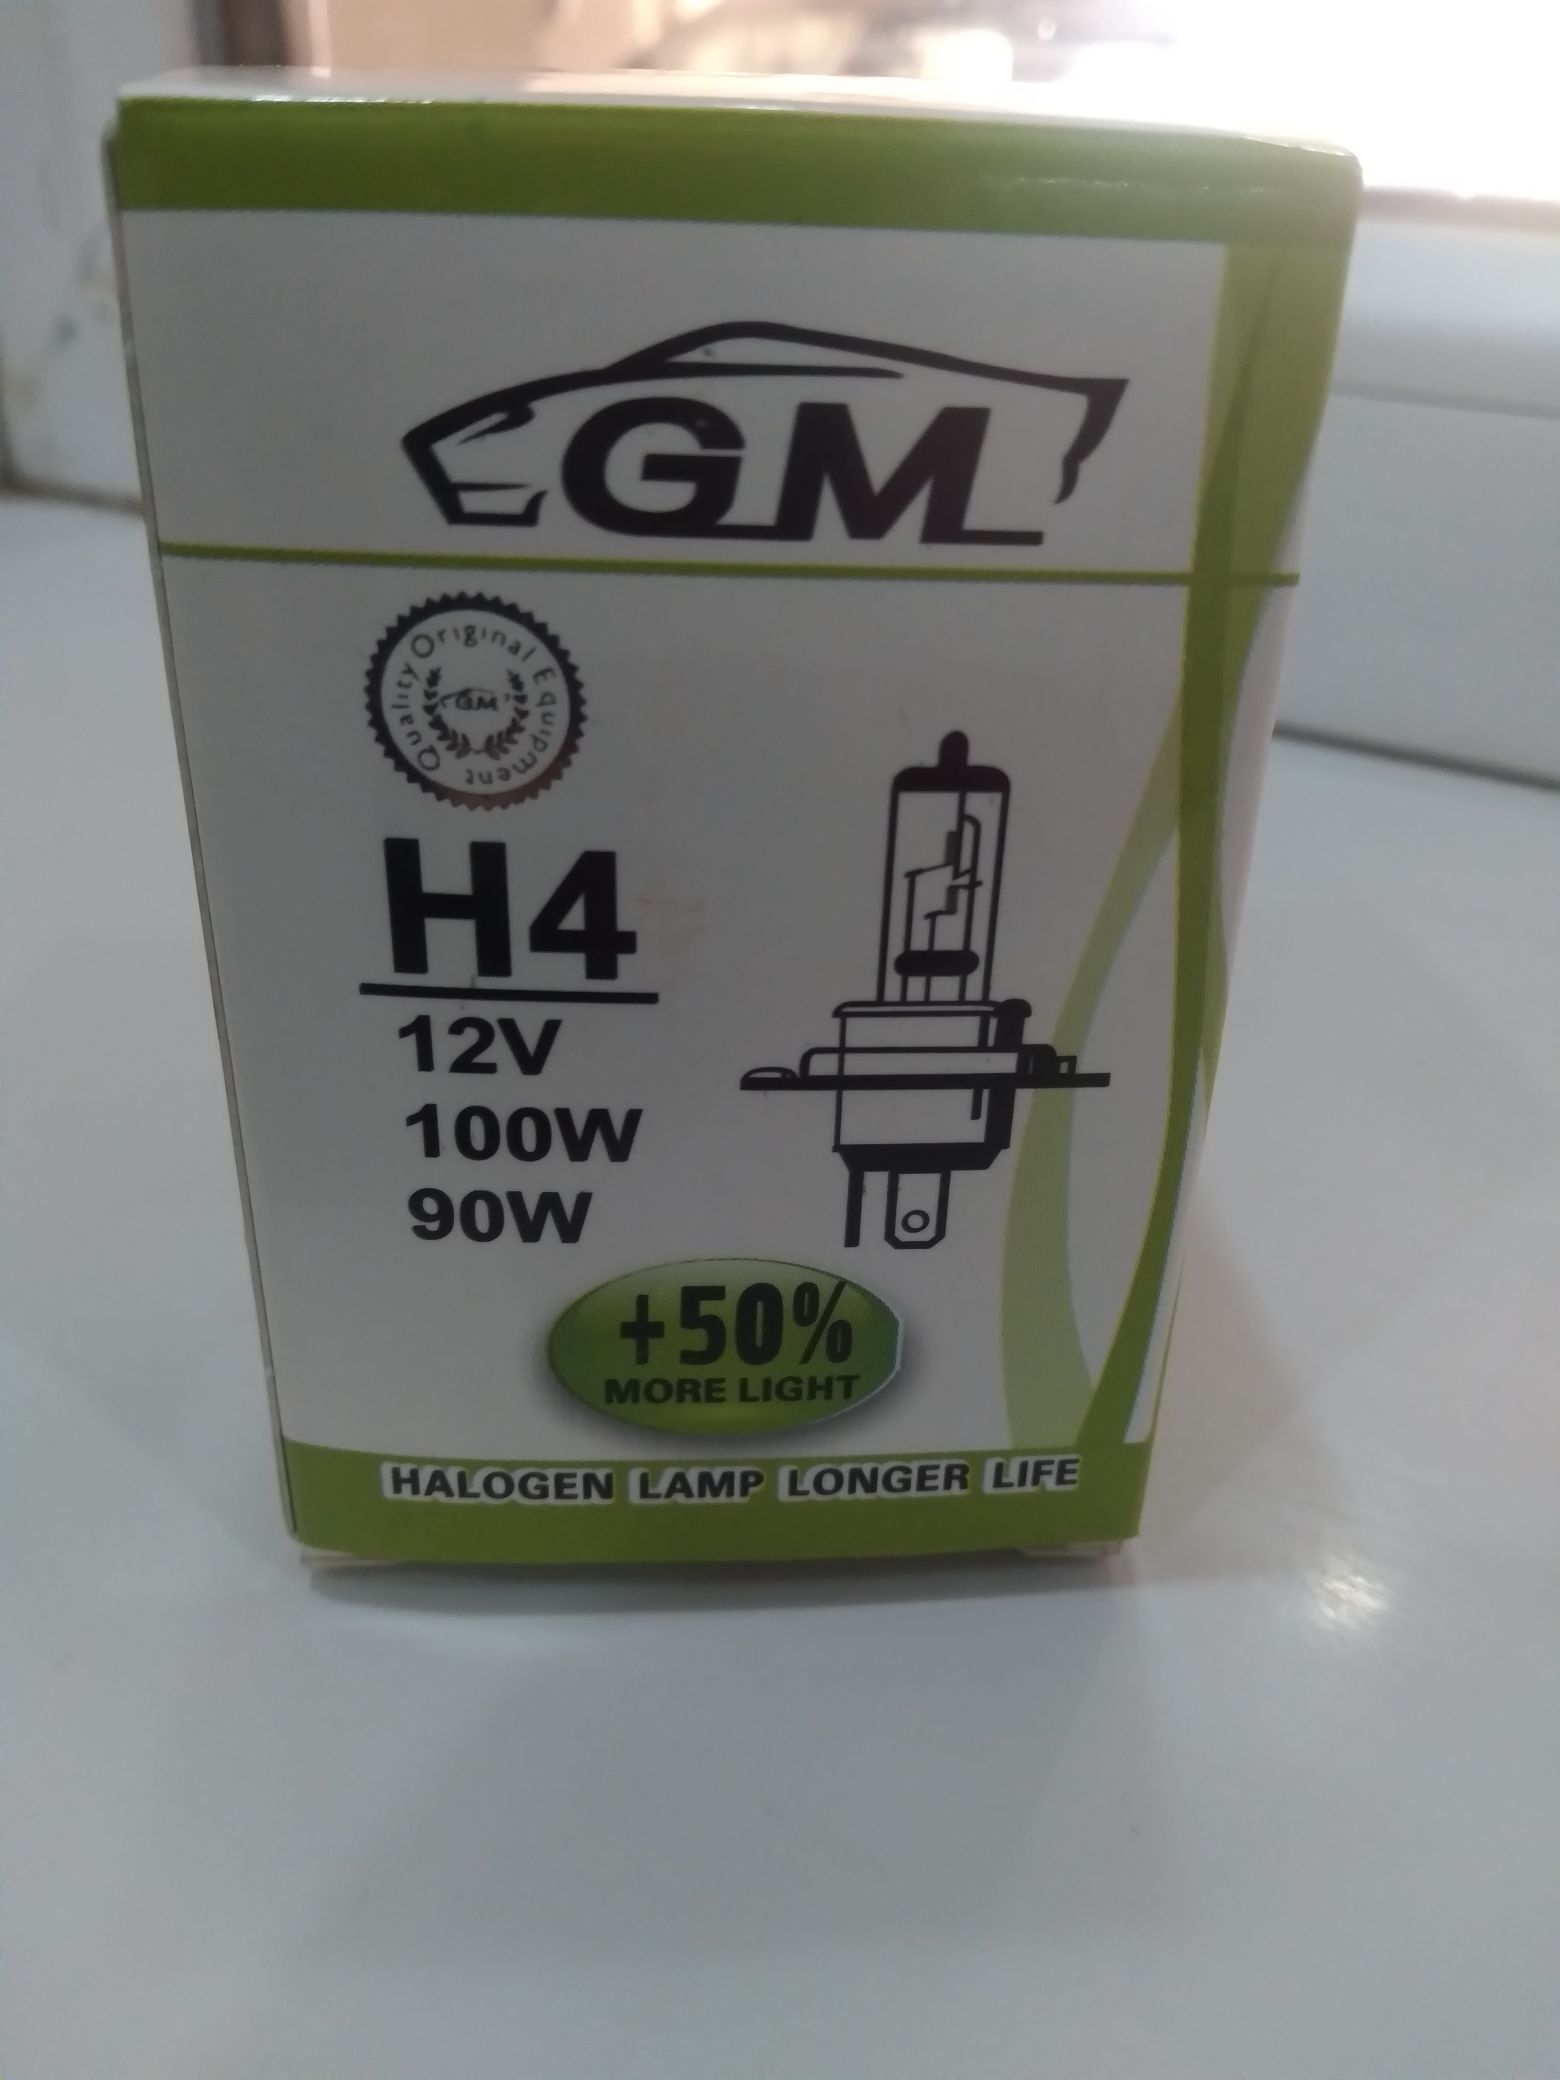 GM
Original Equipment Quality
GM
H4
12V
100W
90W
+50%
MORE LIGHT
HALOGEN LAMP LONGER LIFE